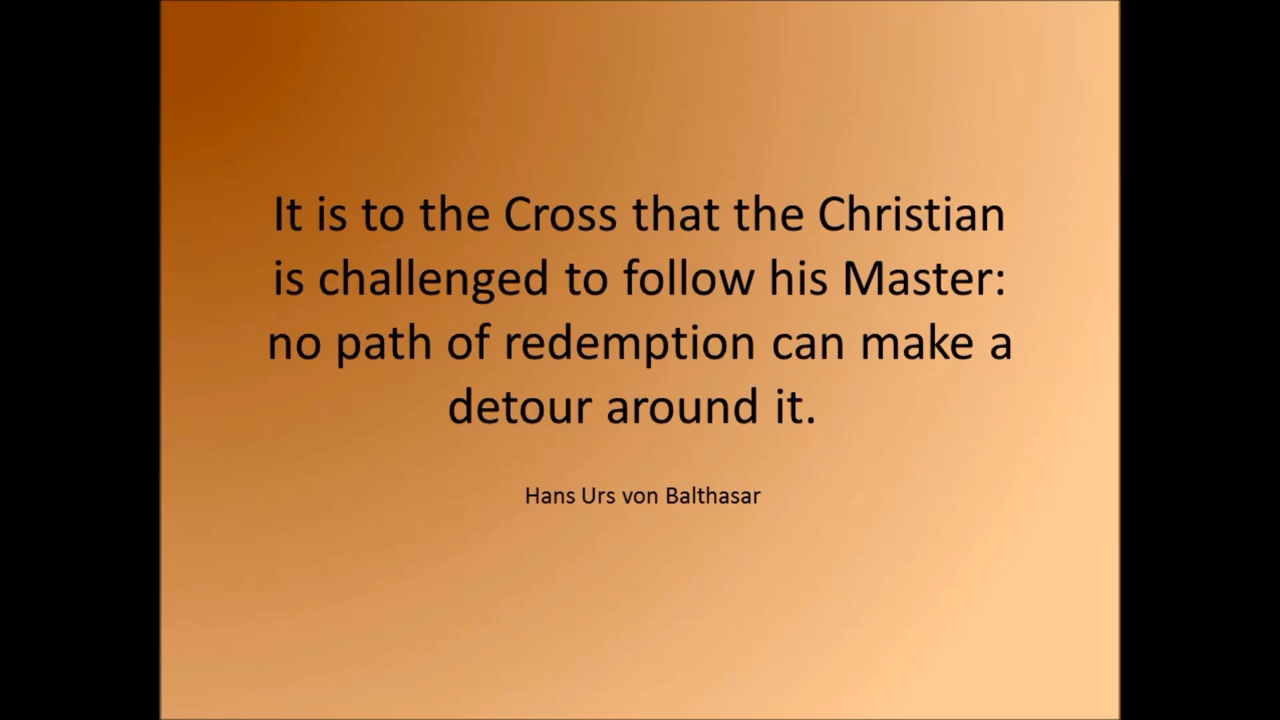 It is to the Cross that the Christian
is challenged to follow his Master:
no path of redemption can make a
detour around it.
Hans Urs von Balthasar